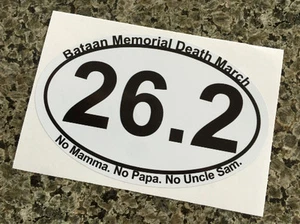 Bataan Memorial Death March
26.2
No Mamma. No Papa. No Uncle Sam.